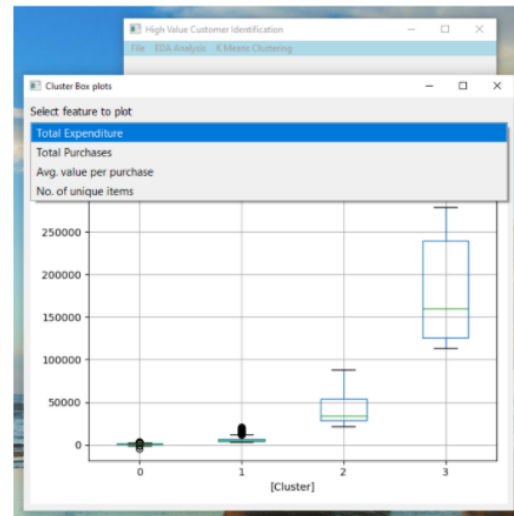 High Value Customer Identification
File EDA Analysis K Means Cluttering
Cluster Box plots
Select feature to plot
Total Expenditure
Total Purchases
Avg. value per purchase
No. of unique items
250000
200000
150000
100000
50000
0
0 1 2 3
[Cluster]